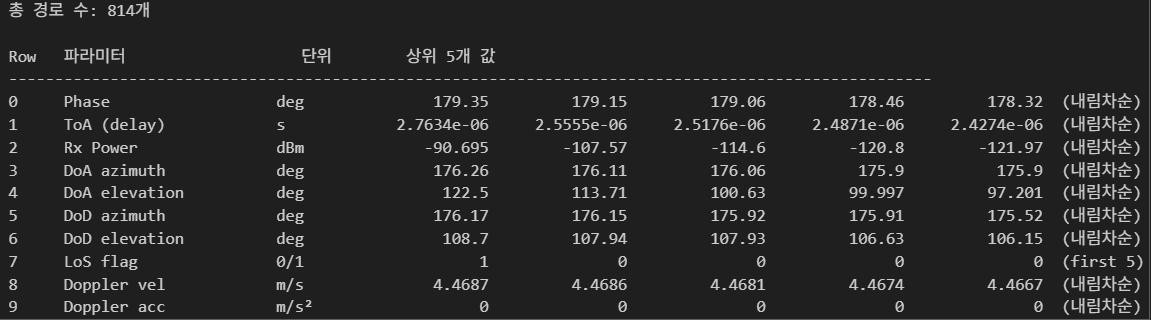 총 경로 수: 814개
Row 파라미터 단위 상위 5개 값
--------------------------------------------------------------------------------------------------
0 Phase deg 179.35 179.15 179.06 178.46 178.32 (내림차순)
1 ToA (delay) s 2.7634e-06 2.5555e-06 2.5176e-06 2.4871e-06 2.4274e-06 (내림차순)
2 Rx Power dBm -90.695 -107.57 -114.6 -120.8 -121.97 (내림차순)
3 DoA azimuth deg 176.26 176.11 176.06 175.9 175.9 (내림차순)
4 DoA elevation deg 122.5 113.71 100.63 99.997 97.201 (내림차순)
5 DoD azimuth deg 176.17 176.15 175.92 175.91 175.52 (내림차순)
6 DoD elevation deg 108.7 107.94 107.93 106.63 106.15 (내림차순)
7 LoS flag 0/1 1 0 0 0 0 (first 5)
8 Doppler vel m/s 4.4687 4.4686 4.4681 4.4674 4.4667 (내림차순)
9 Doppler acc m/s² 0 0 0 0 0 (내림차순)